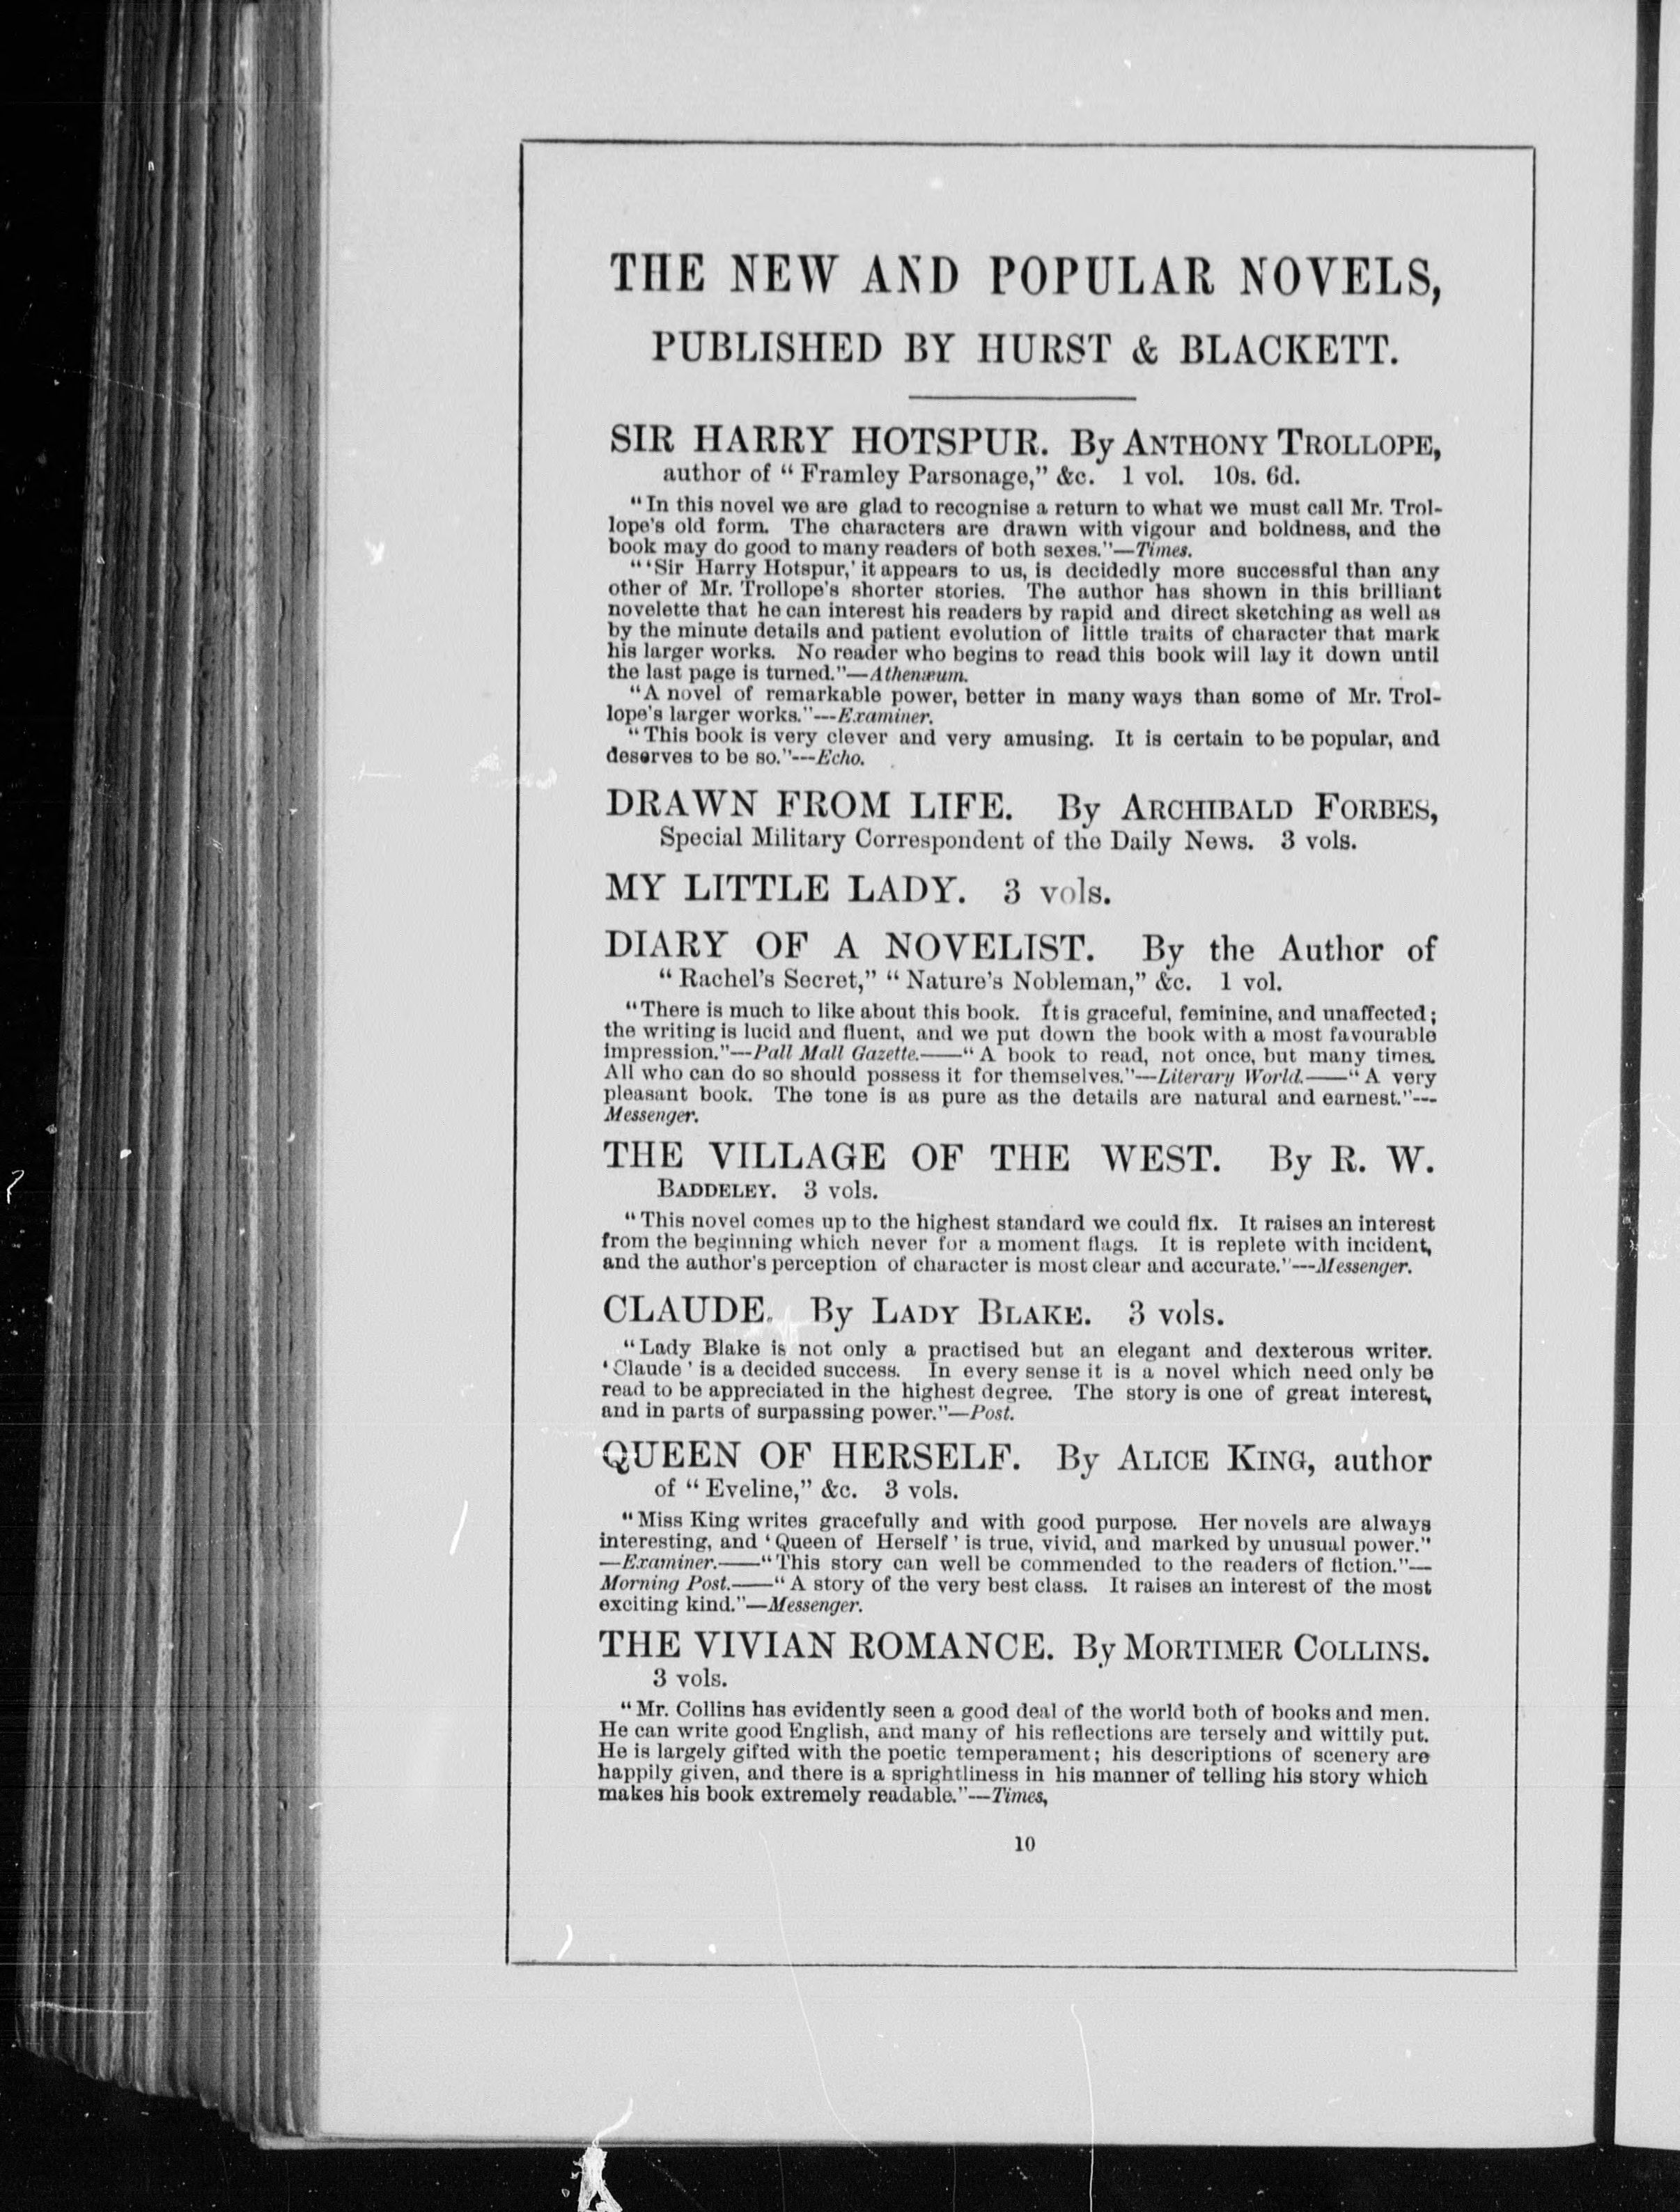 THE NEW AND POPULAR NOVELS,
PUBLISHED BY HURST & BLACKETT.
SIR HARRY HOTSPUR. By ANTHONY TROLLOPE,
author of "Framley Parsonage," &c. 1 vol. 10s. 6d.
"In this novel we are glad to recognise a return to what we must call Mr. Trol-
lope's old form. The characters are drawn with vigour and boldness, and the
book may do good to many readers of both sexes."—Times.
"'Sir Harry Hotspur,' it appears to us, is decidedly more successful than any
other of Mr. Trollope's shorter stories. The author has shown in this brilliant
novelette that he can interest his readers by rapid and direct sketching as well as
by the minute details and patient evolution of little traits of character that mark
his larger works. No reader who begins to read this book will lay it down until
the last page is turned."—Athenæum.
"A novel of remarkable power, better in many ways than some of Mr. Trol-
lope's larger works."---Examiner.
"This book is very clever and very amusing. It is certain to be popular, and
deserves to be so."---Echo.
DRAWN FROM LIFE. By ARCHIBALD FORBES,
Special Military Correspondent of the Daily News. 3 vols.
MY LITTLE LADY. 3 vols.
DIARY OF A NOVELIST. By the Author of
"Rachel's Secret," "Nature's Nobleman," &c. 1 vol.
"There is much to like about this book. It is graceful, feminine, and unaffected;
the writing is lucid and fluent, and we put down the book with a most favourable
impression."—Pall Mall Gazette.——"A book to read, not once, but many times.
All who can do so should possess it for themselves."—Literary World.——"A very
pleasant book. The tone is as pure as the details are natural and earnest."---
Messenger.
THE VILLAGE OF THE WEST. By R. W.
BADDELEY. 3 vols.
"This novel comes up to the highest standard we could fix. It raises an interest
from the beginning which never for a moment flags. It is replete with incident,
and the author's perception of character is most clear and accurate."---Messenger.
CLAUDE. By LADY BLAKE. 3 vols.
"Lady Blake is not only a practised but an elegant and dexterous writer.
'Claude' is a decided success. In every sense it is a novel which need only be
read to be appreciated in the highest degree. The story is one of great interest,
and in parts of surpassing power."—Post.
QUEEN OF HERSELF. By ALICE KING, author
of "Eveline," &c. 3 vols.
"Miss King writes gracefully and with good purpose. Her novels are always
interesting, and 'Queen of Herself' is true, vivid, and marked by unusual power."
—Examiner.——"This story can well be commended to the readers of fiction."—
Morning Post.——"A story of the very best class. It raises an interest of the most
exciting kind."—Messenger.
THE VIVIAN ROMANCE. By MORTIMER COLLINS.
3 vols.
"Mr. Collins has evidently seen a good deal of the world both of books and men.
He can write good English, and many of his reflections are tersely and wittily put.
He is largely gifted with the poetic temperament; his descriptions of scenery are
happily given, and there is a sprightliness in his manner of telling his story which
makes his book extremely readable."—Times,
10